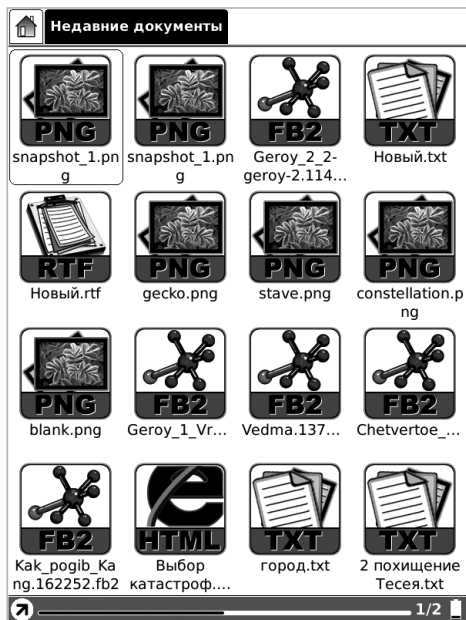 Недавние документы
PNG PNG FB2 TXT
snapshot_1.pn snapshot_1.pn Geroy_2_2- Новый.txt
g g geroy-2.114...
RTF PNG PNG PNG
Новый.rtf gecko.png stave.png constellation.p
ng
PNG FB2 FB2 FB2
blank.png Geroy_1_Vr... Vedma.137... Chetvertoe_...
FB2 HTML TXT TXT
Kak_pogib_Ka Выбор город.txt 2 похищение
ng.162252.fb2 катастроф.... Тесея.txt
1/2